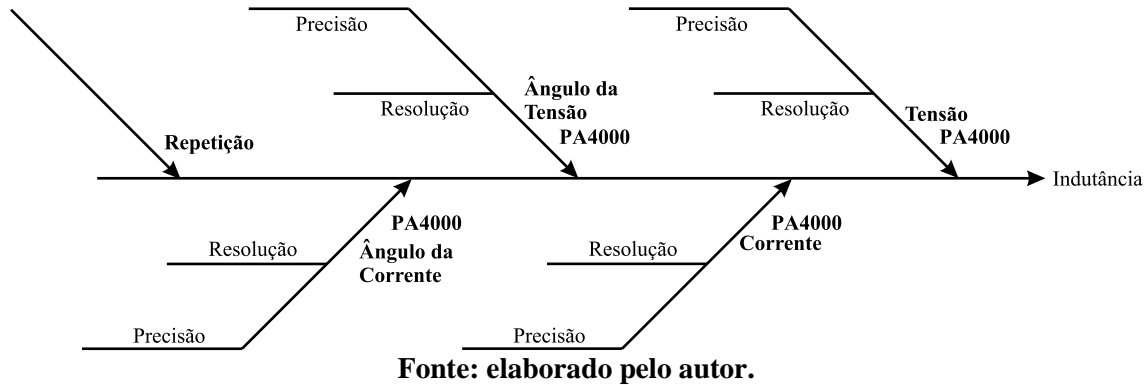 Precisão
Precisão
Ângulo da
Tensão
PA4000
Resolução
Resolução
Tensão
PA4000
Repetição
Indutância
PA4000
Ângulo da
Corrente
Resolução
PA4000
Corrente
Resolução
Precisão
Precisão
Fonte: elaborado pelo autor.